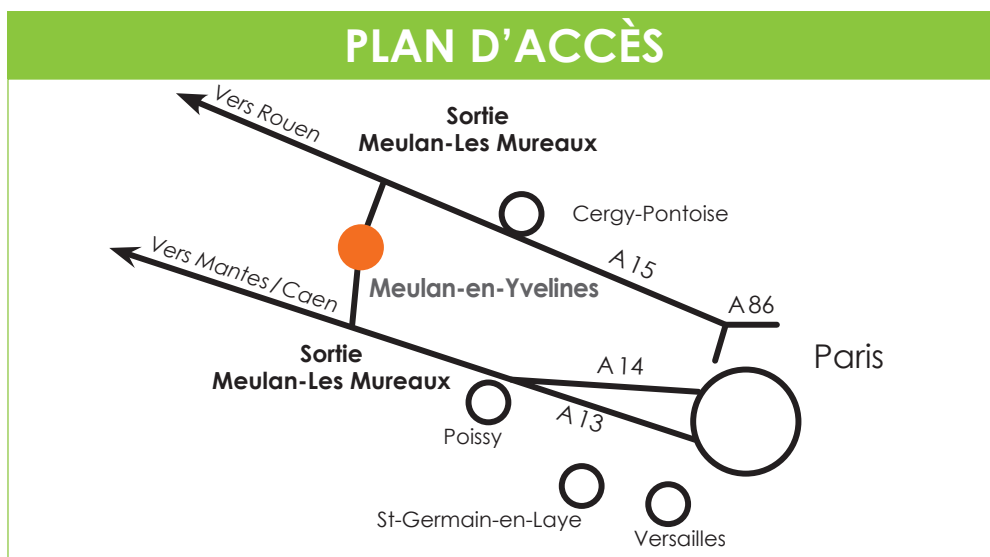 PLAN D'ACCÈS
Vers Rouen
Sortie
Meulan-Les Mureaux
Cergy-Pontoise
A 15
Vers Mantes / Caen
Meulan-en-Yvelines
A 86
Paris
Sortie
Meulan-Les Mureaux
A 14
A 13
Poissy
St-Germain-en-Laye
Versailles